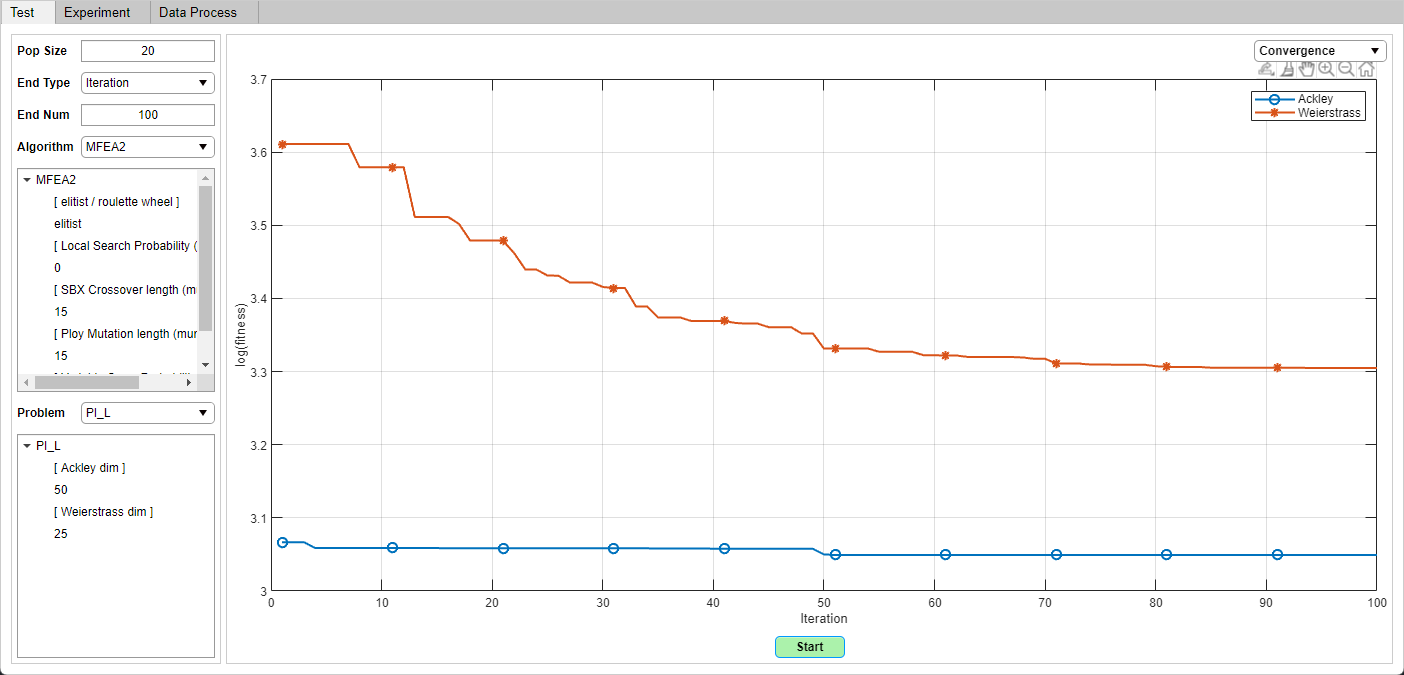 Test Experiment Data Process
Pop Size 20
End Type Iteration
End Num 100
Algorithm MFEA2
MFEA2
[ elitist / roulette wheel ]
elitist
[ Local Search Probability (
0
[ SBX Crossover length (m
15
[ Ploy Mutation length (mur
15
Problem PI_L
PI_L
[ Ackley dim ]
50
[ Weierstrass dim ]
25
Convergence
Ackley
Weierstrass
3.7
3.6
3.5
3.4
3.3
3.2
3.1
3
log(fitness)
0 10 20 30 40 50 60 70 80 90 100
Iteration
Start